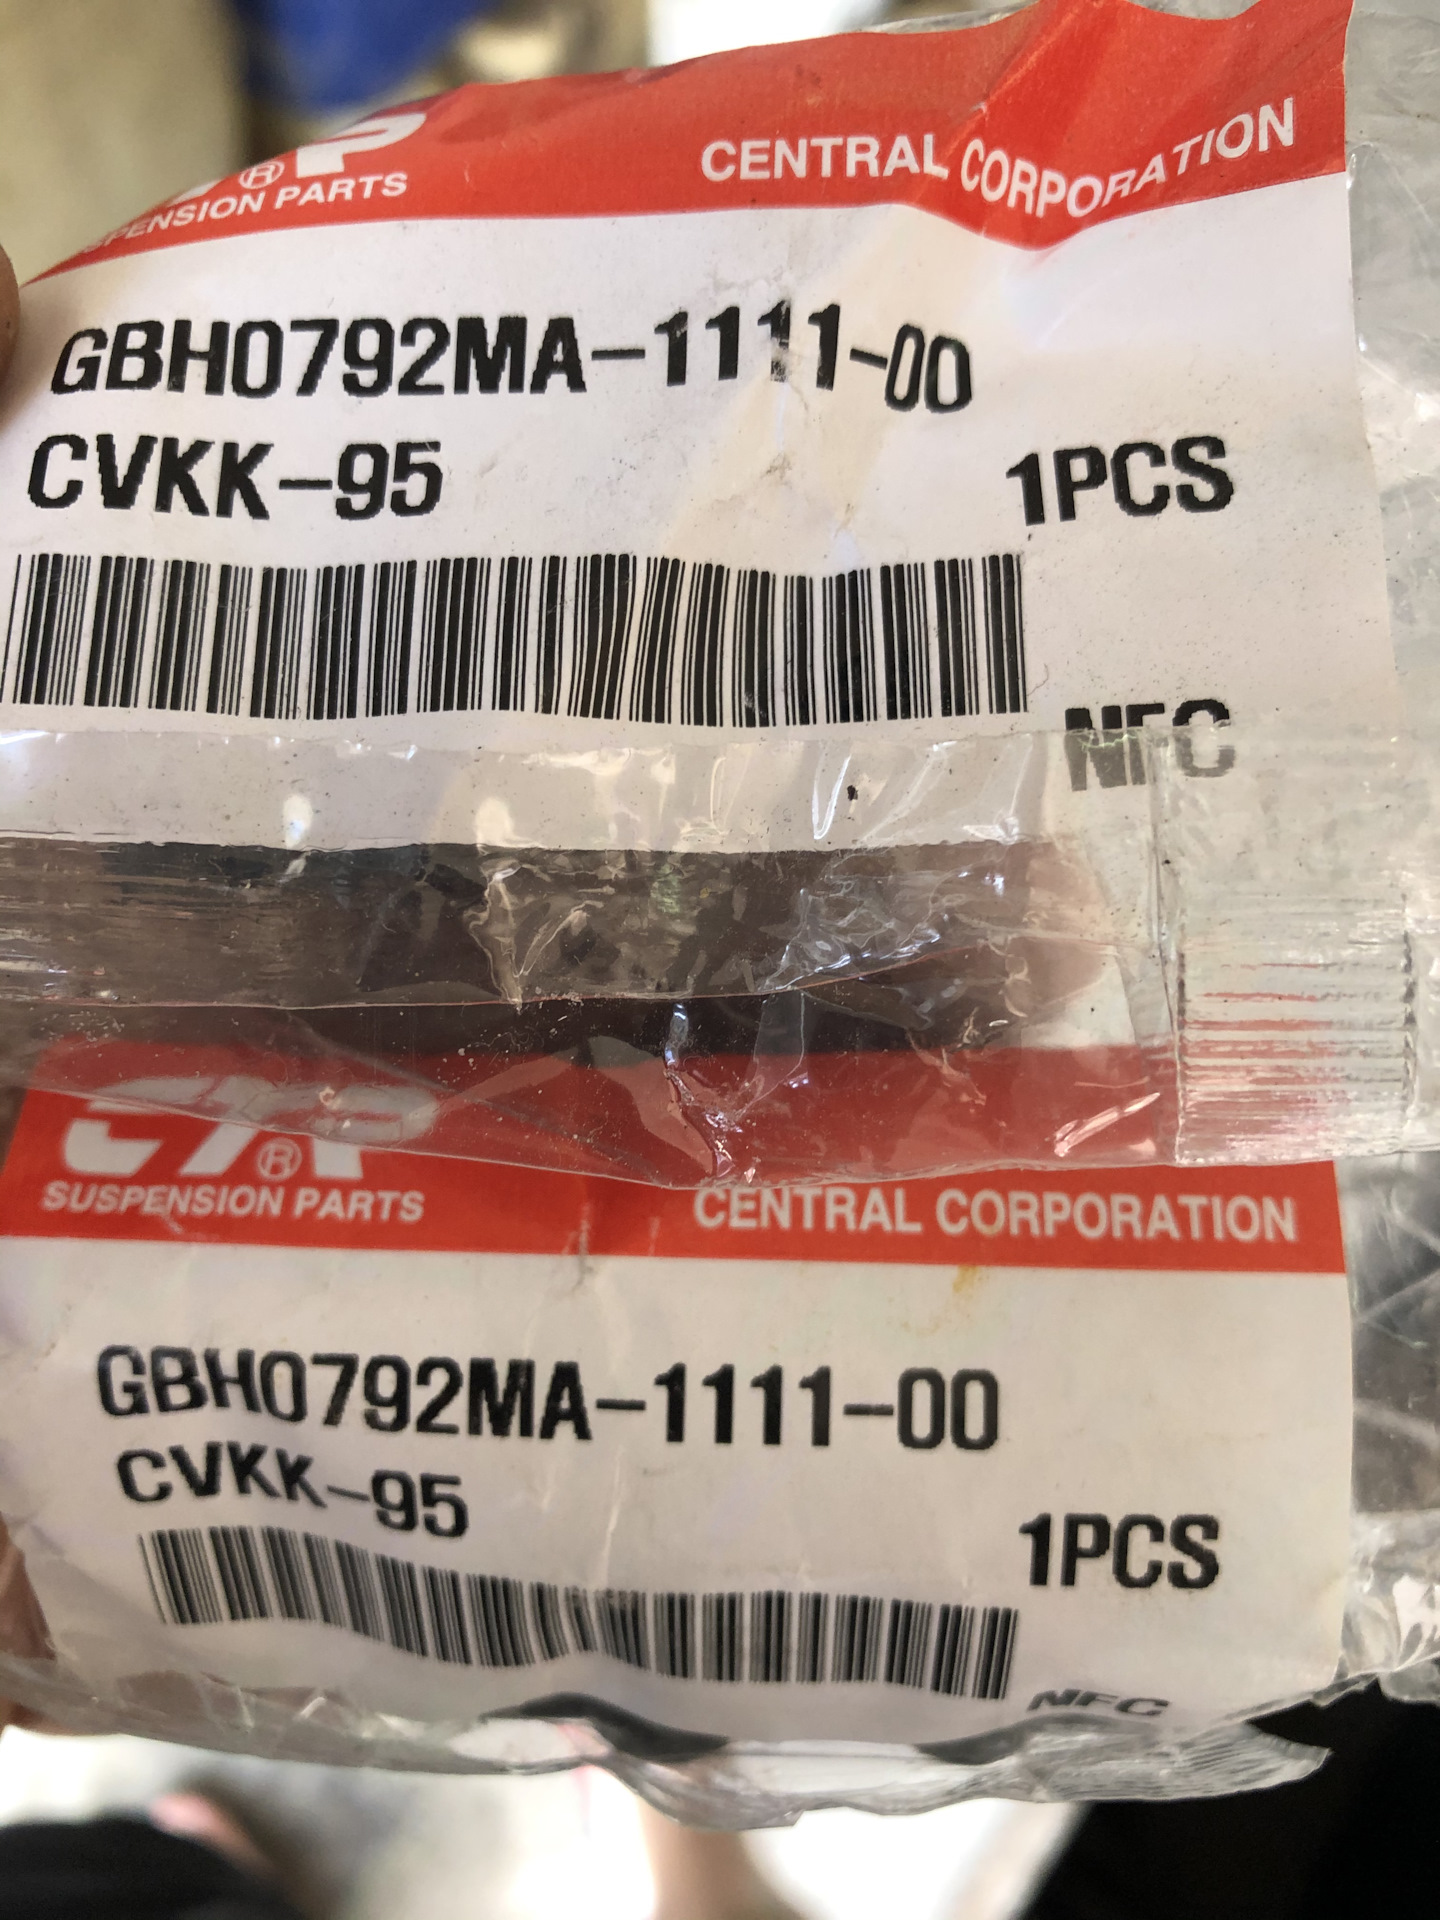 ®
SUSPENSION PARTS
CENTRAL CORPORATION
GBH0792MA-1111-00
CVKK-95
1PCS
NFC
CTR®
SUSPENSION PARTS
CENTRAL CORPORATION
GBH0792MA-1111-00
CVKK-95
1PCS
NFC